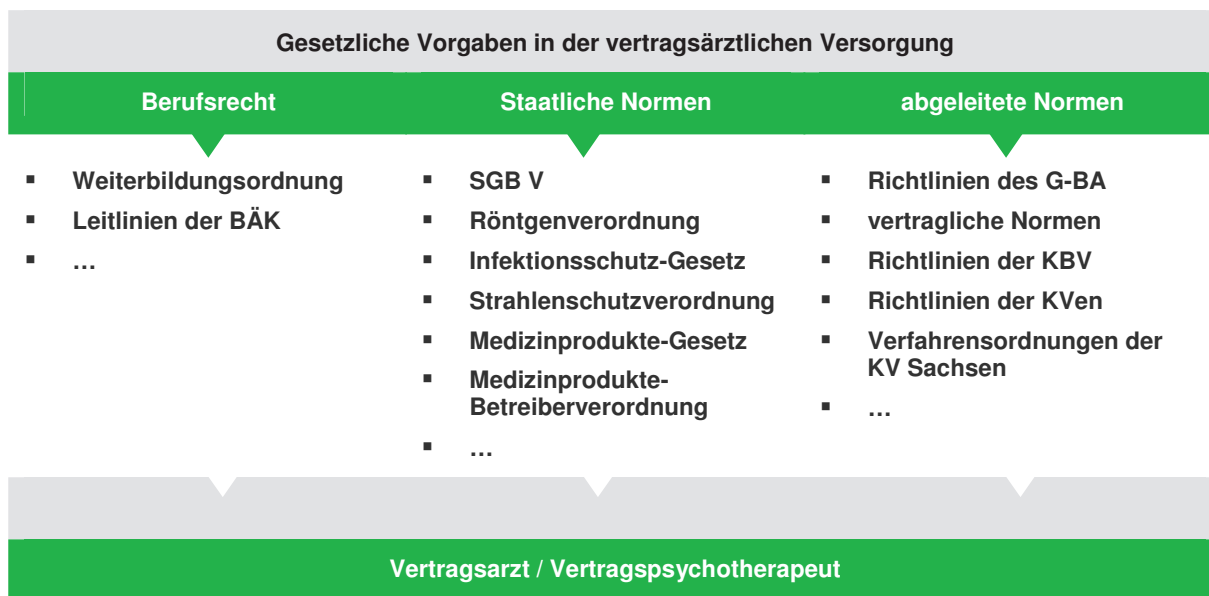 Gesetzliche Vorgaben in der vertragsärztlichen Versorgung
Berufsrecht
Staatliche Normen
abgeleitete Normen
▪ Weiterbildungsordnung
▪ Leitlinien der BÄK
▪ …
▪ SGB V
▪ Röntgenverordnung
▪ Infektionsschutz-Gesetz
▪ Strahlenschutzverordnung
▪ Medizinprodukte-Gesetz
▪ Medizinprodukte-
Betreiberverordnung
▪ …
▪ Richtlinien des G-BA
▪ vertragliche Normen
▪ Richtlinien der KBV
▪ Richtlinien der KVen
▪ Verfahrensordnungen der
KV Sachsen
▪ …
Vertragsarzt / Vertragspsychotherapeut